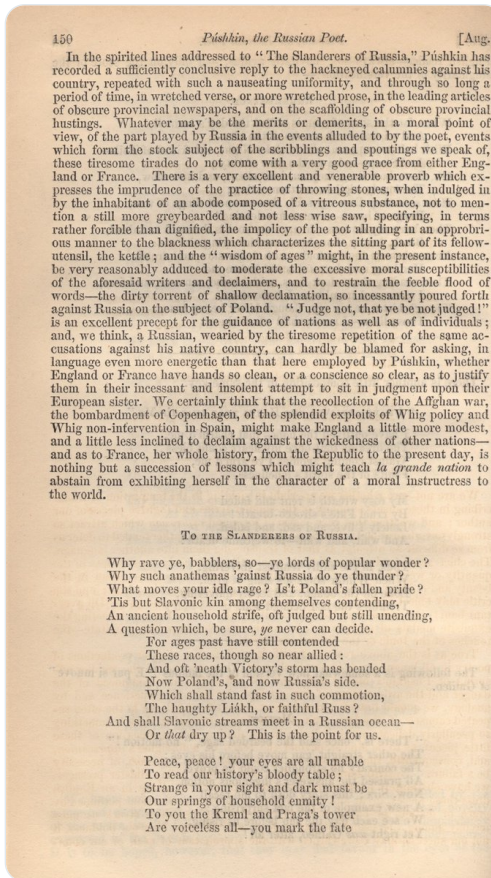 150 Púshkin, the Russian Poet. [Aug.
In the spirited lines addressed to “ The Slanderers of Russia,” Púshkin has
recorded a sufficiently conclusive reply to the hackneyed calumnies against his
country, repeated with such a nauseating uniformity, and through so long a
period of time, in wretched verse, or more wretched prose, in the leading articles
of obscure provincial newspapers, and on the scaffolding of obscure provincial
hustings. Whatever may be the merits or demerits, in a moral point of
view, of the part played by Russia in the events alluded to by the poet, events
which form the stock subject of the scribblings and spoutings we speak of,
these tiresome tirades do not come with a very good grace from either Eng-
land or France. There is a very excellent and venerable proverb which ex-
presses the imprudence of the practice of throwing stones, when indulged in
by the inhabitant of an abode composed of a vitreous substance, not to men-
tion a still more greybearded and not less wise saw, specifying, in terms
rather forcible than dignified, the impolicy of the pot alluding in an opprobri-
ous manner to the blackness which characterizes the sitting part of its fellow-
utensil, the kettle ; and the “ wisdom of ages ” might, in the present instance,
be very reasonably adduced to moderate the excessive moral susceptibilities
of the aforesaid writers and declaimers, and to restrain the feeble flood of
words—the dirty torrent of shallow declamation, so incessantly poured forth
against Russia on the subject of Poland. “ Judge not, that ye be not judged!”
is an excellent precept for the guidance of nations as well as of individuals ;
and, we think, a Russian, wearied by the tiresome repetition of the same ac-
cusations against his native country, can hardly be blamed for asking, in
language even more energetic than that here employed by Púshkin, whether
England or France have hands so clean, or a conscience so clear, as to justify
them in their incessant and insolent attempt to sit in judgment upon their
European sister. We certainly think that the recollection of the Affghan war,
the bombardment of Copenhagen, of the splendid exploits of Whig policy and
Whig non-intervention in Spain, might make England a little more modest,
and a little less inclined to declaim against the wickedness of other nations—
and as to France, her whole history, from the Republic to the present day, is
nothing but a succession of lessons which might teach la grande nation to
abstain from exhibiting herself in the character of a moral instructress to
the world.
To the Slanderers of Russia.
Why rave ye, babblers, so—ye lords of popular wonder ?
Why such anathemas ’gainst Russia do ye thunder ?
What moves your idle rage ? Is’t Poland’s fallen pride ?
’Tis but Slavonic kin among themselves contending,
An ancient household strife, oft judged but still unending,
A question which, be sure, ye never can decide.
For ages past have still contended
These races, though so near allied :
And oft ’neath Victory’s storm has bended
Now Poland’s, and now Russia’s side.
Which shall stand fast in such commotion,
The haughty Liákh, or faithful Russ ?
And shall Slavonic streams meet in a Russian ocean—
Or that dry up ? This is the point for us.
Peace, peace ! your eyes are all unable
To read our history’s bloody table ;
Strange in your sight and dark must be
Our springs of household enmity !
To you the Kreml and Praga’s tower
Are voiceless all—you mark the fate